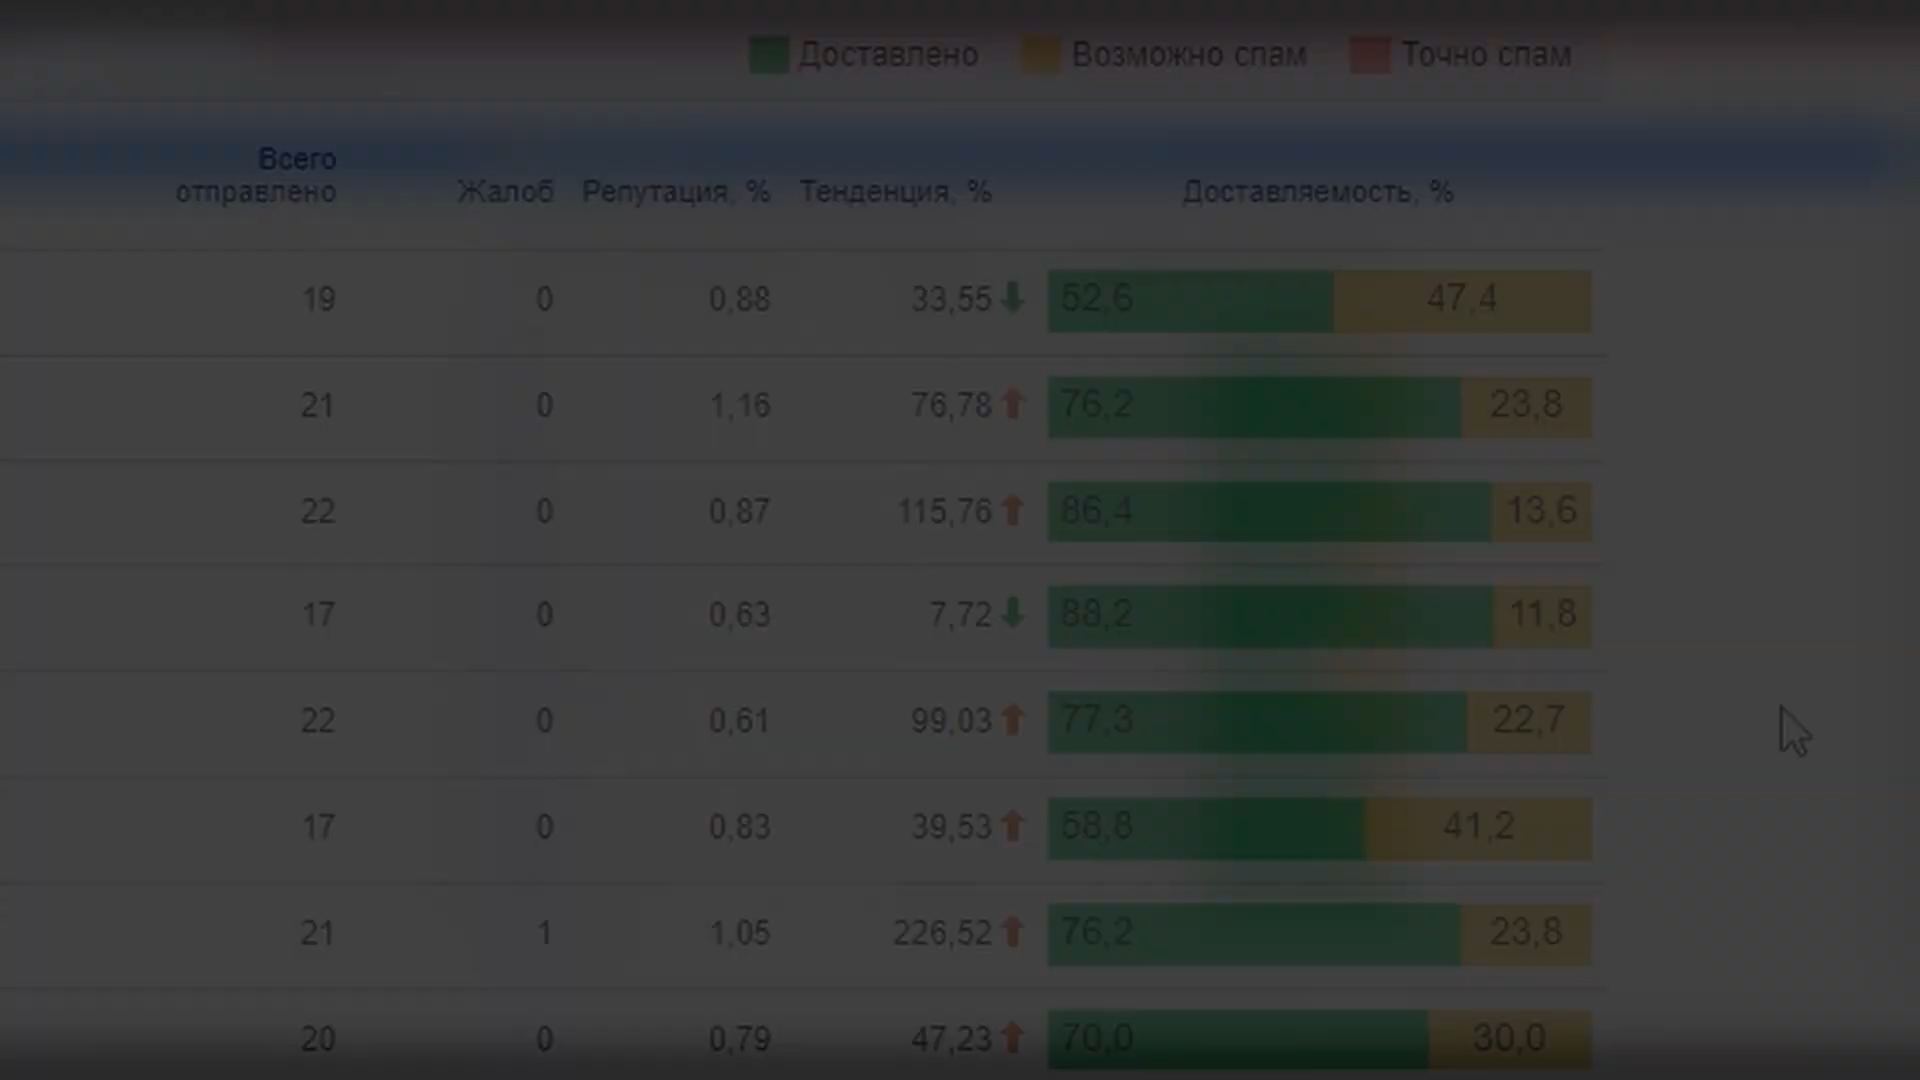 Доставлено Возможно спам Точно спам
Всего
отправлено Жалоб Репутация, % Тенденция, % Доставляемость, %
19 0 0,88 33,55 52,6 47,4
21 0 1,16 76,78 76,2 23,8
22 0 0,87 115,76 86,4 13,6
17 0 0,63 7,72 88,2 11,8
22 0 0,61 99,03 77,3 22,7
17 0 0,83 39,53 58,8 41,2
21 1 1,05 226,52 76,2 23,8
20 0 0,79 47,23 70,0 30,0